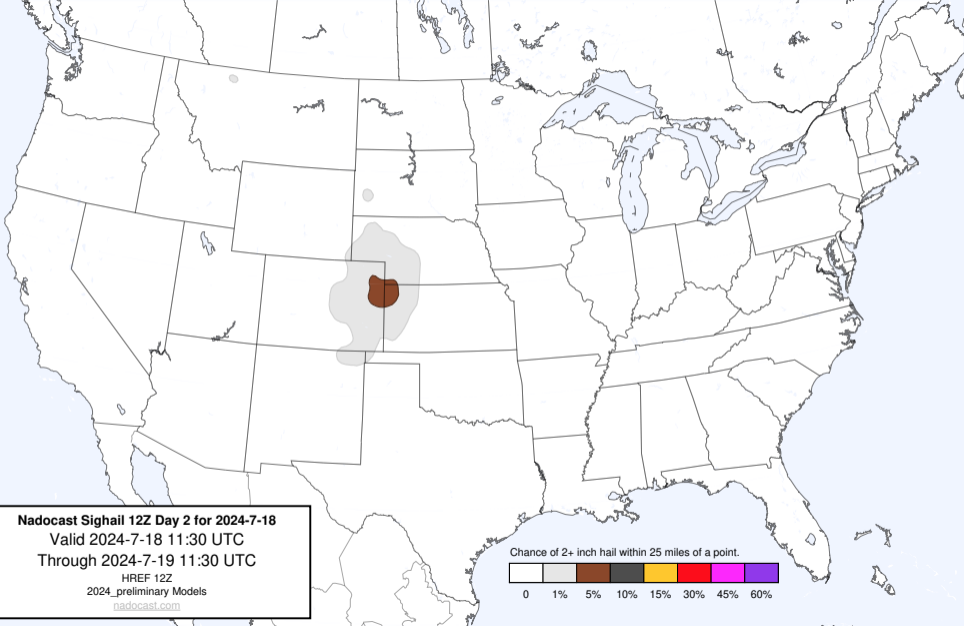 Nadocast Sighail 12Z Day 2 for 2024-7-18
Valid 2024-7-18 11:30 UTC
Through 2024-7-19 11:30 UTC
HREF 12Z
2024_preliminary Models
nadocast.com
Chance of 2+ inch hail within 25 miles of a point.
0 1% 5% 10% 15% 30% 45% 60%